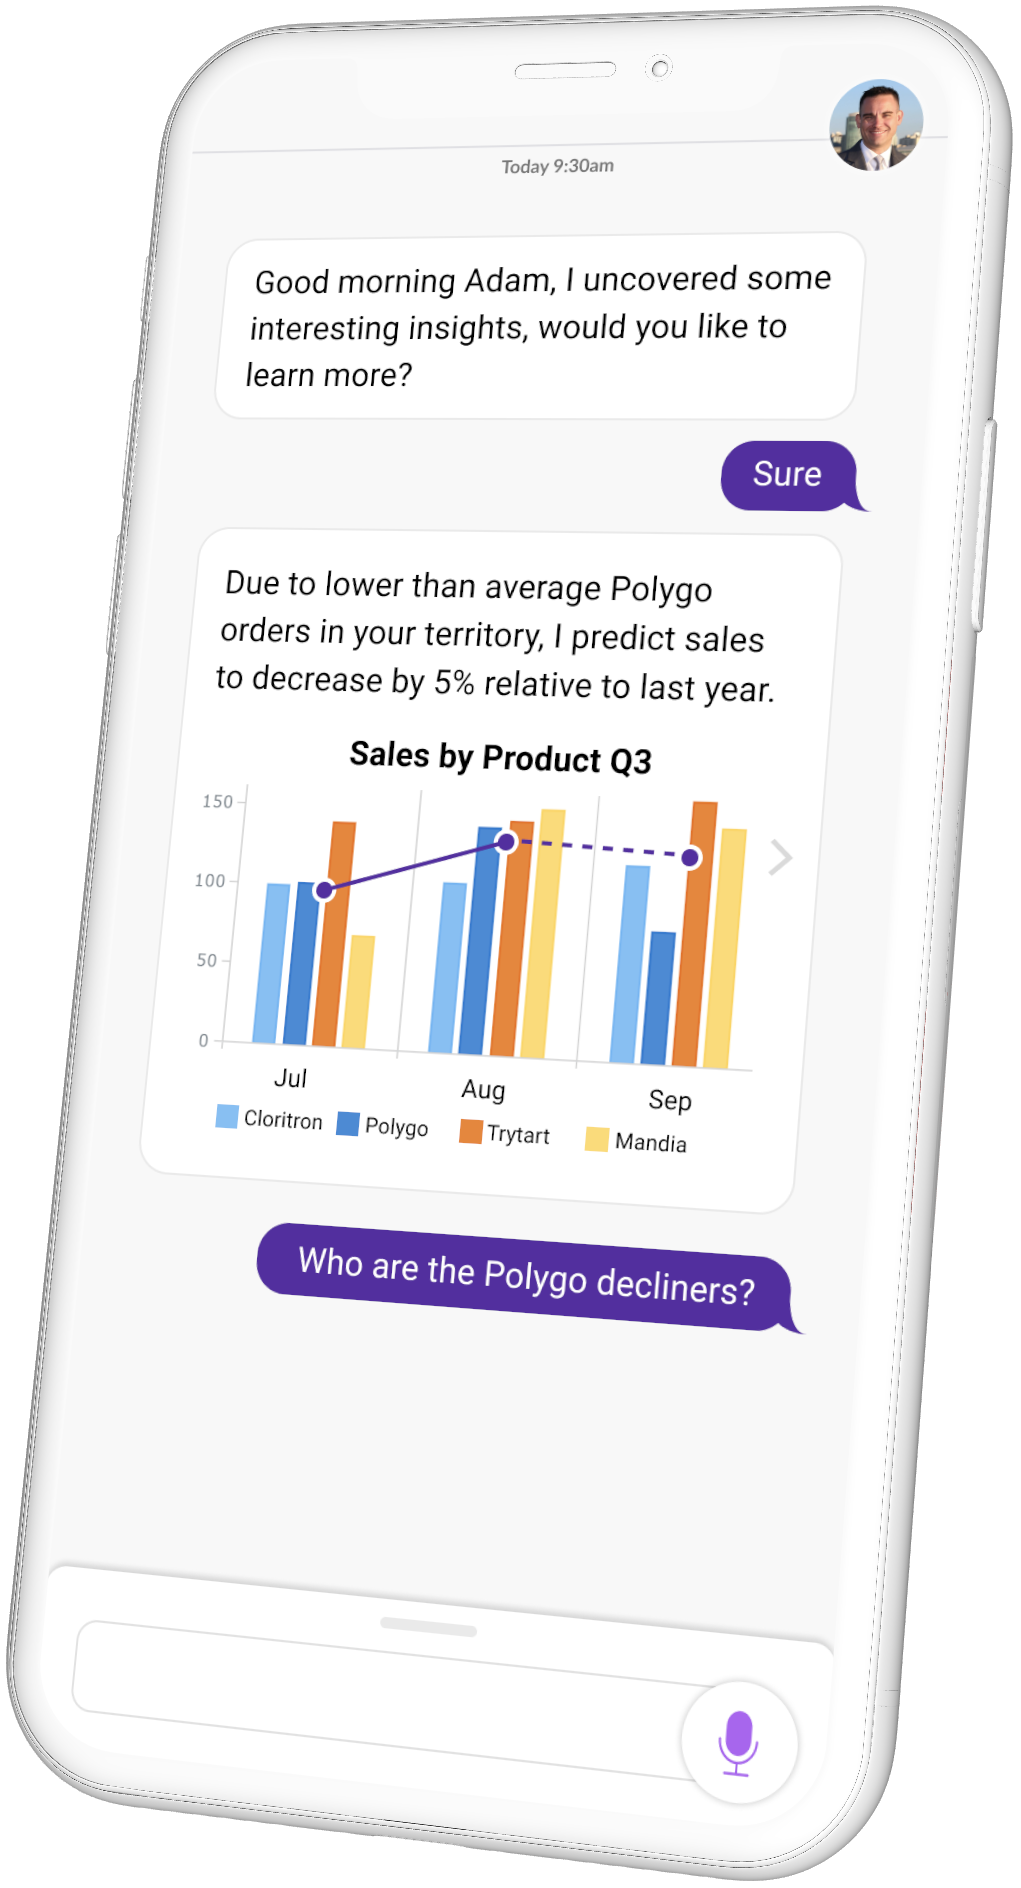 Today 9:30am
Good morning Adam, I uncovered some
interesting insights, would you like to
learn more?
Sure
Due to lower than average Polygo
orders in your territory, I predict sales
to decrease by 5% relative to last year.
Sales by Product Q3
150
100
50
0
Jul Aug Sep
Cloritron Polygo Trytart Mandia
Who are the Polygo decliners?